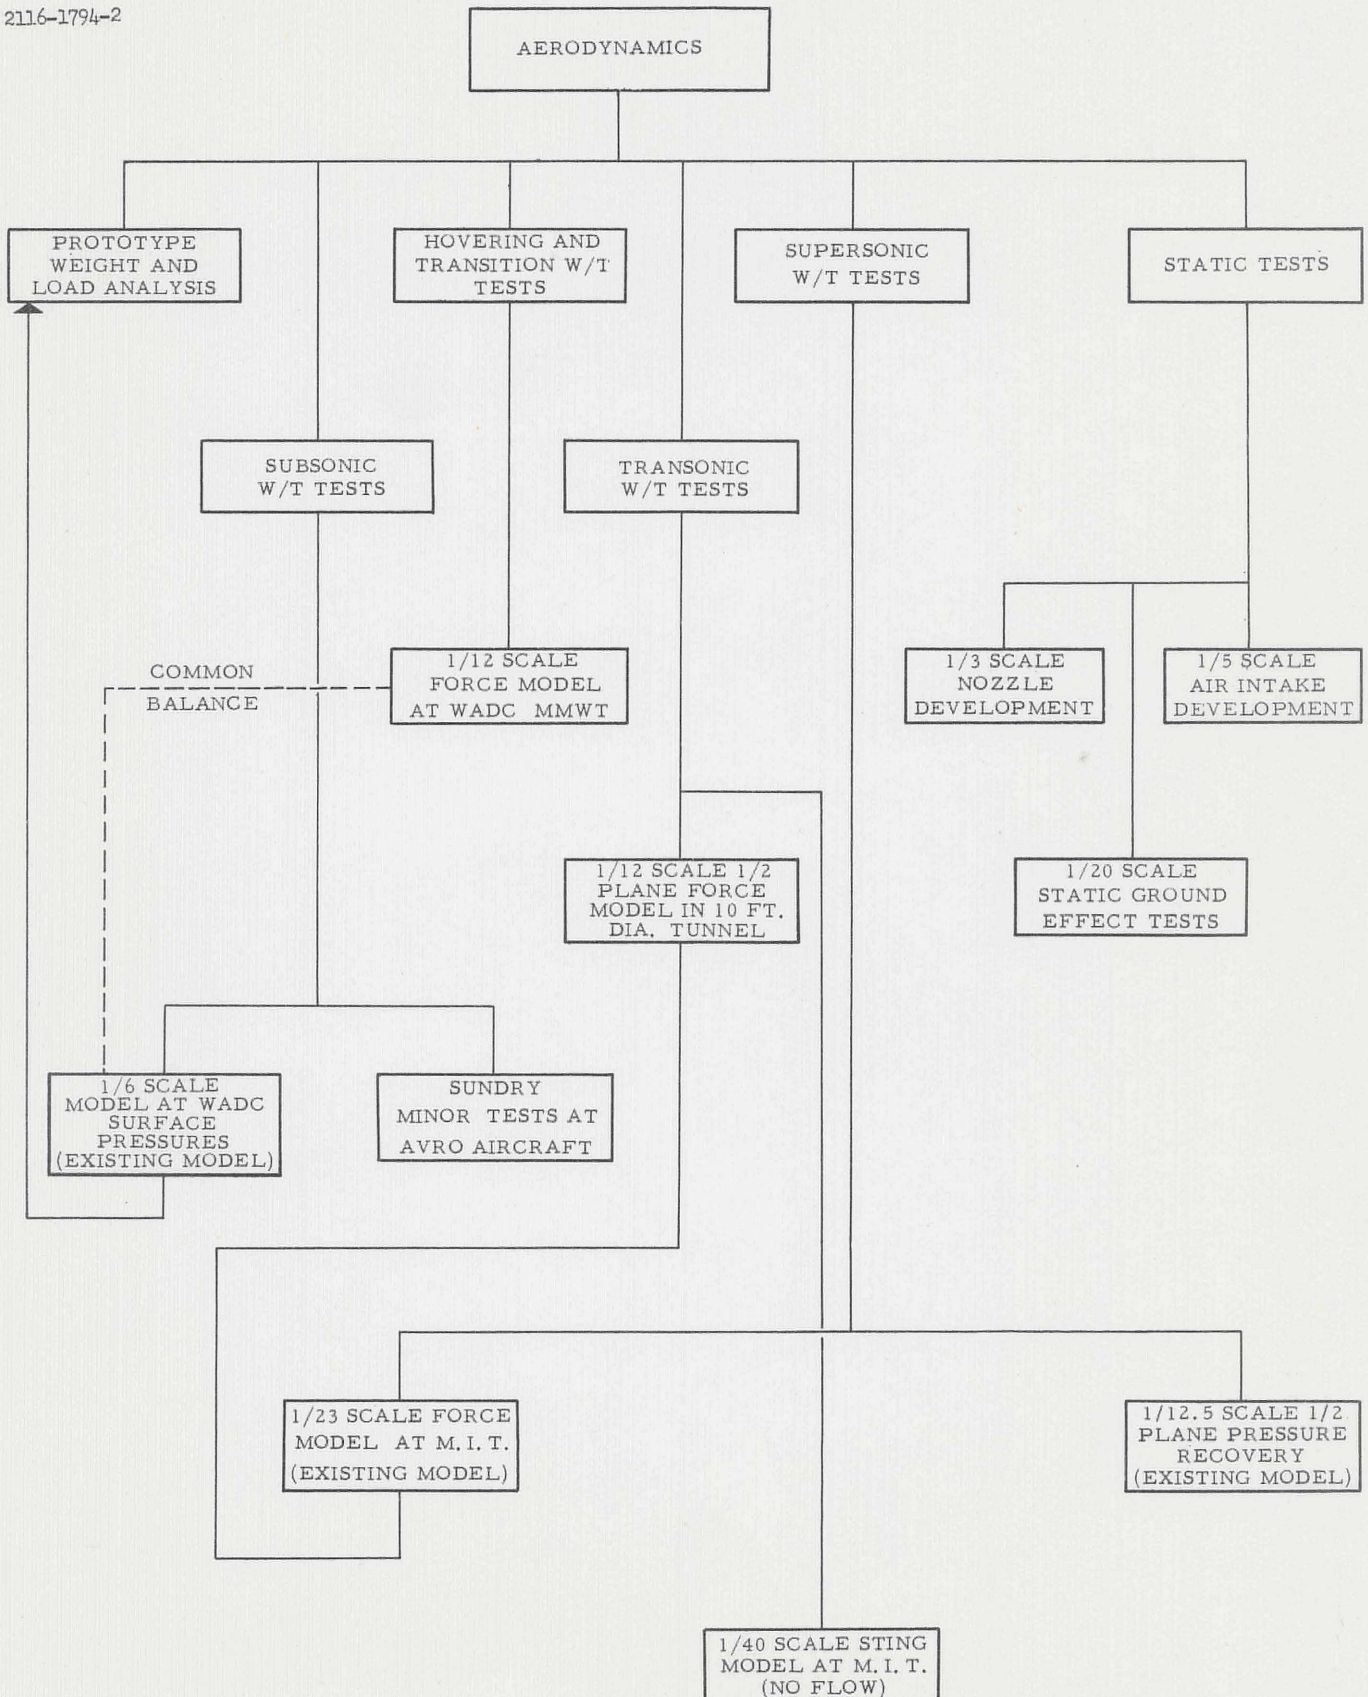 2116-1794-2
AERODYNAMICS
PROTOTYPE
WEIGHT AND
LOAD ANALYSIS
HOVERING AND
TRANSITION W/T
TESTS
SUPERSONIC
W/T TESTS
STATIC TESTS
SUBSONIC
W/T TESTS
TRANSONIC
W/T TESTS
COMMON
BALANCE
1/12 SCALE
FORCE MODEL
AT WADC MMWT
1/3 SCALE
NOZZLE
DEVELOPMENT
1/5 SCALE
AIR INTAKE
DEVELOPMENT
1/12 SCALE 1/2
PLANE FORCE
MODEL IN 10 FT.
DIA. TUNNEL
1/20 SCALE
STATIC GROUND
EFFECT TESTS
1/6 SCALE
MODEL AT WADC
SURFACE
PRESSURES
(EXISTING MODEL)
SUNDRY
MINOR TESTS AT
AVRO AIRCRAFT
1/23 SCALE FORCE
MODEL AT M.I.T.
(EXISTING MODEL)
1/12.5 SCALE 1/2
PLANE PRESSURE
RECOVERY
(EXISTING MODEL)
1/40 SCALE STING
MODEL AT M.I.T.
(NO FLOW)